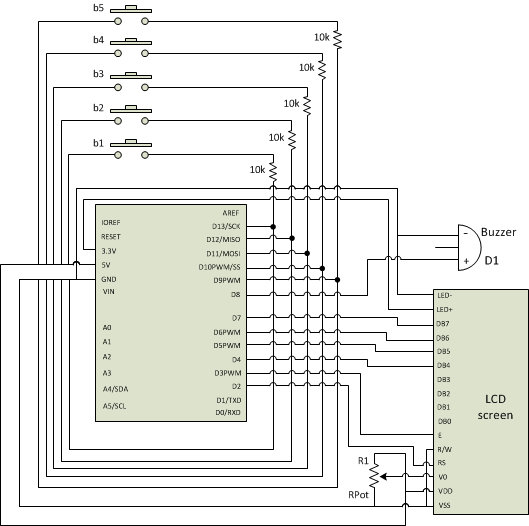 b5
10k
b4
10k
b3
10k
b2
10k
b1
10k
AREF
IOREF
D13/SCK
RESET
D12/MISO
3.3V
D11/MOSI
5V
D10PWM/SS
GND
D9PWM
VIN
D8
A0
D7
A1
D6PWM
A2
D5PWM
A3
D4
D3PWM
A4/SDA
D2
A5/SCL
D1/TXD
D0/RXD
-
Buzzer
+
D1
LED-
LED+
DB7
DB6
DB5
DB4
DB3
DB2
DB1
DB0
E
R/W
RS
V0
VDD
VSS
LCD
screen
R1
RPot